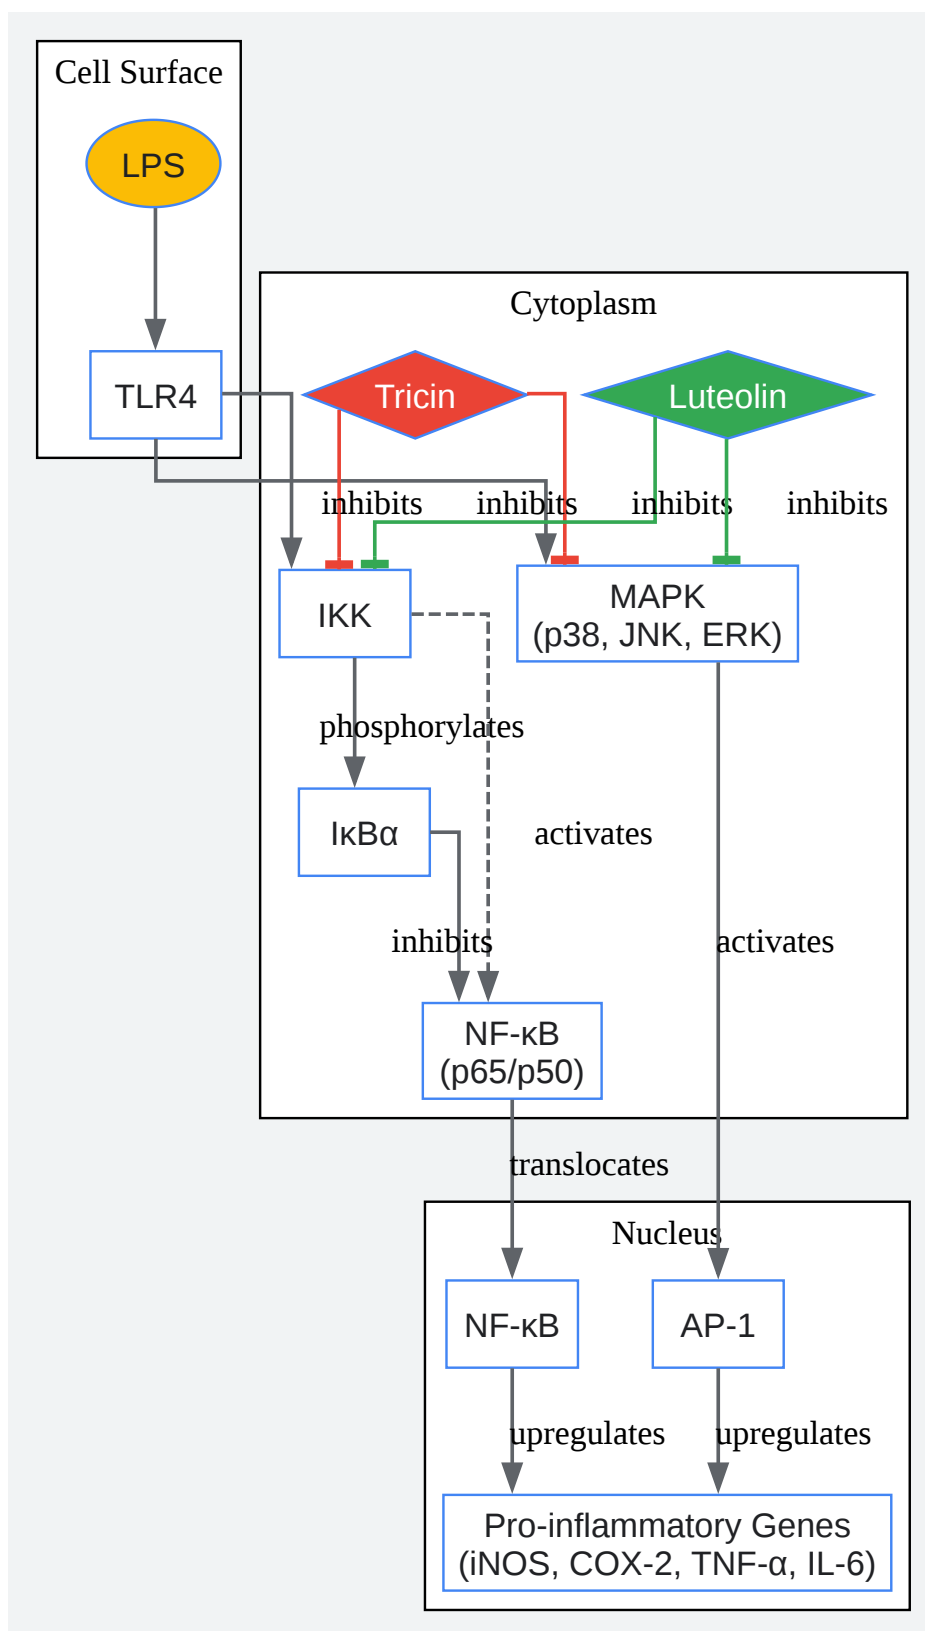 Cell Surface
LPS
TLR4
Cytoplasm
Tricin
Luteolin
inhibits
inhibits
inhibits
inhibits
IKK
MAPK
(p38, JNK, ERK)
phosphorylates
IκBα
activates
inhibits
activates
NF-κB
(p65/p50)
translocates
Nucleus
NF-κB
AP-1
upregulates
upregulates
Pro-inflammatory Genes
(iNOS, COX-2, TNF-α, IL-6)